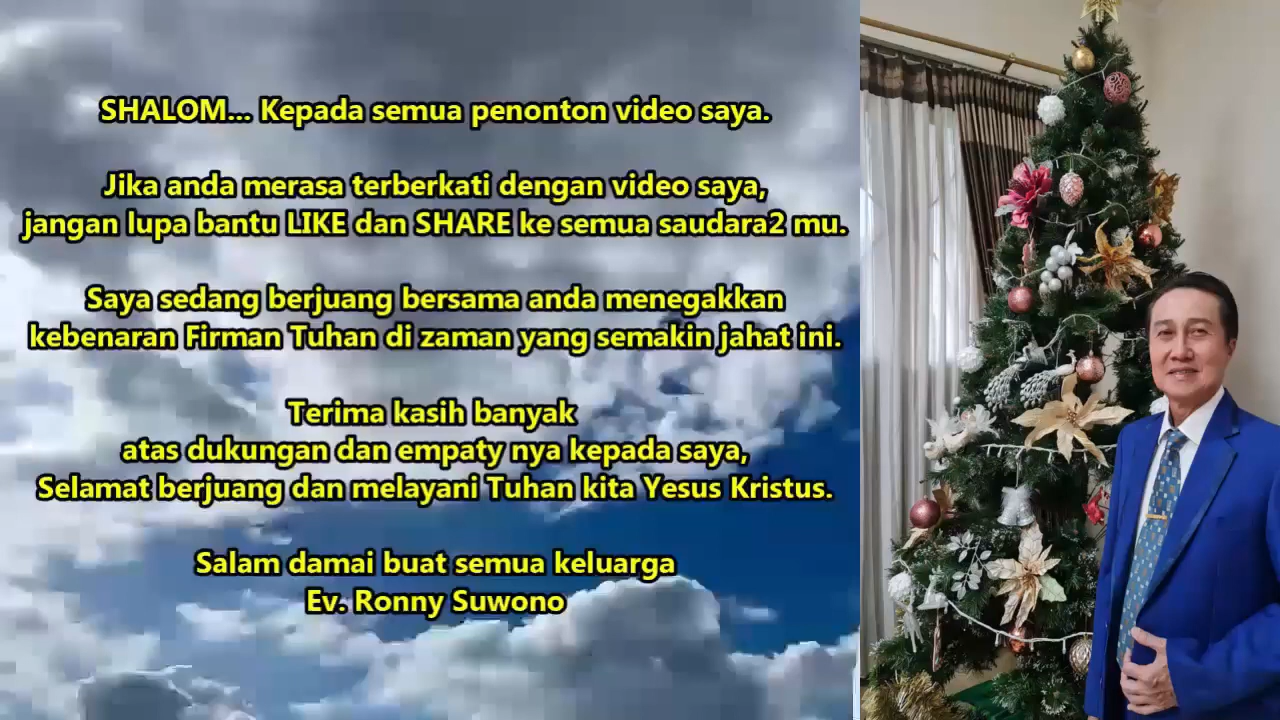 SHALOM... Kepada semua penonton video saya.
Jika anda merasa terberkati dengan video saya,
jangan lupa bantu LIKE dan SHARE ke semua saudara2 mu.
Saya sedang berjuang bersama anda menegakkan
kebenaran Firman Tuhan di zaman yang semakin jahat ini.
Terima kasih banyak
atas dukungan dan empaty nya kepada saya,
Selamat berjuang dan melayani Tuhan kita Yesus Kristus.
Salam damai buat semua keluarga
Ev. Ronny Suwono